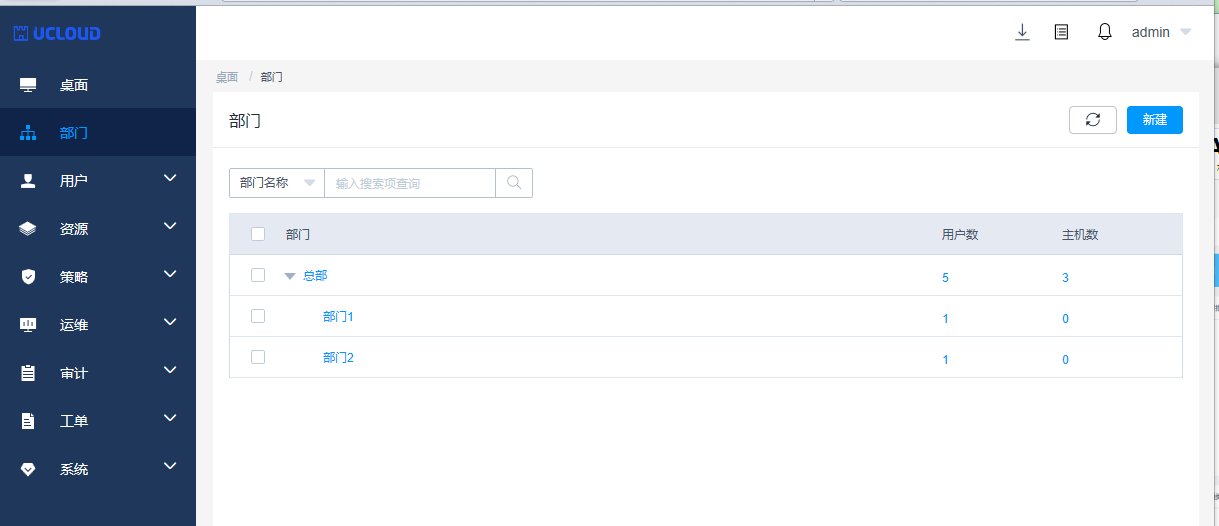 UCLOUD
admin
桌面
部门
用户
资源
策略
运维
审计
工单
系统
桌面 / 部门
部门
新建
部门名称 输入搜索项查询
部门 用户数 主机数
总部 5 3
部门1 1 0
部门2 1 0